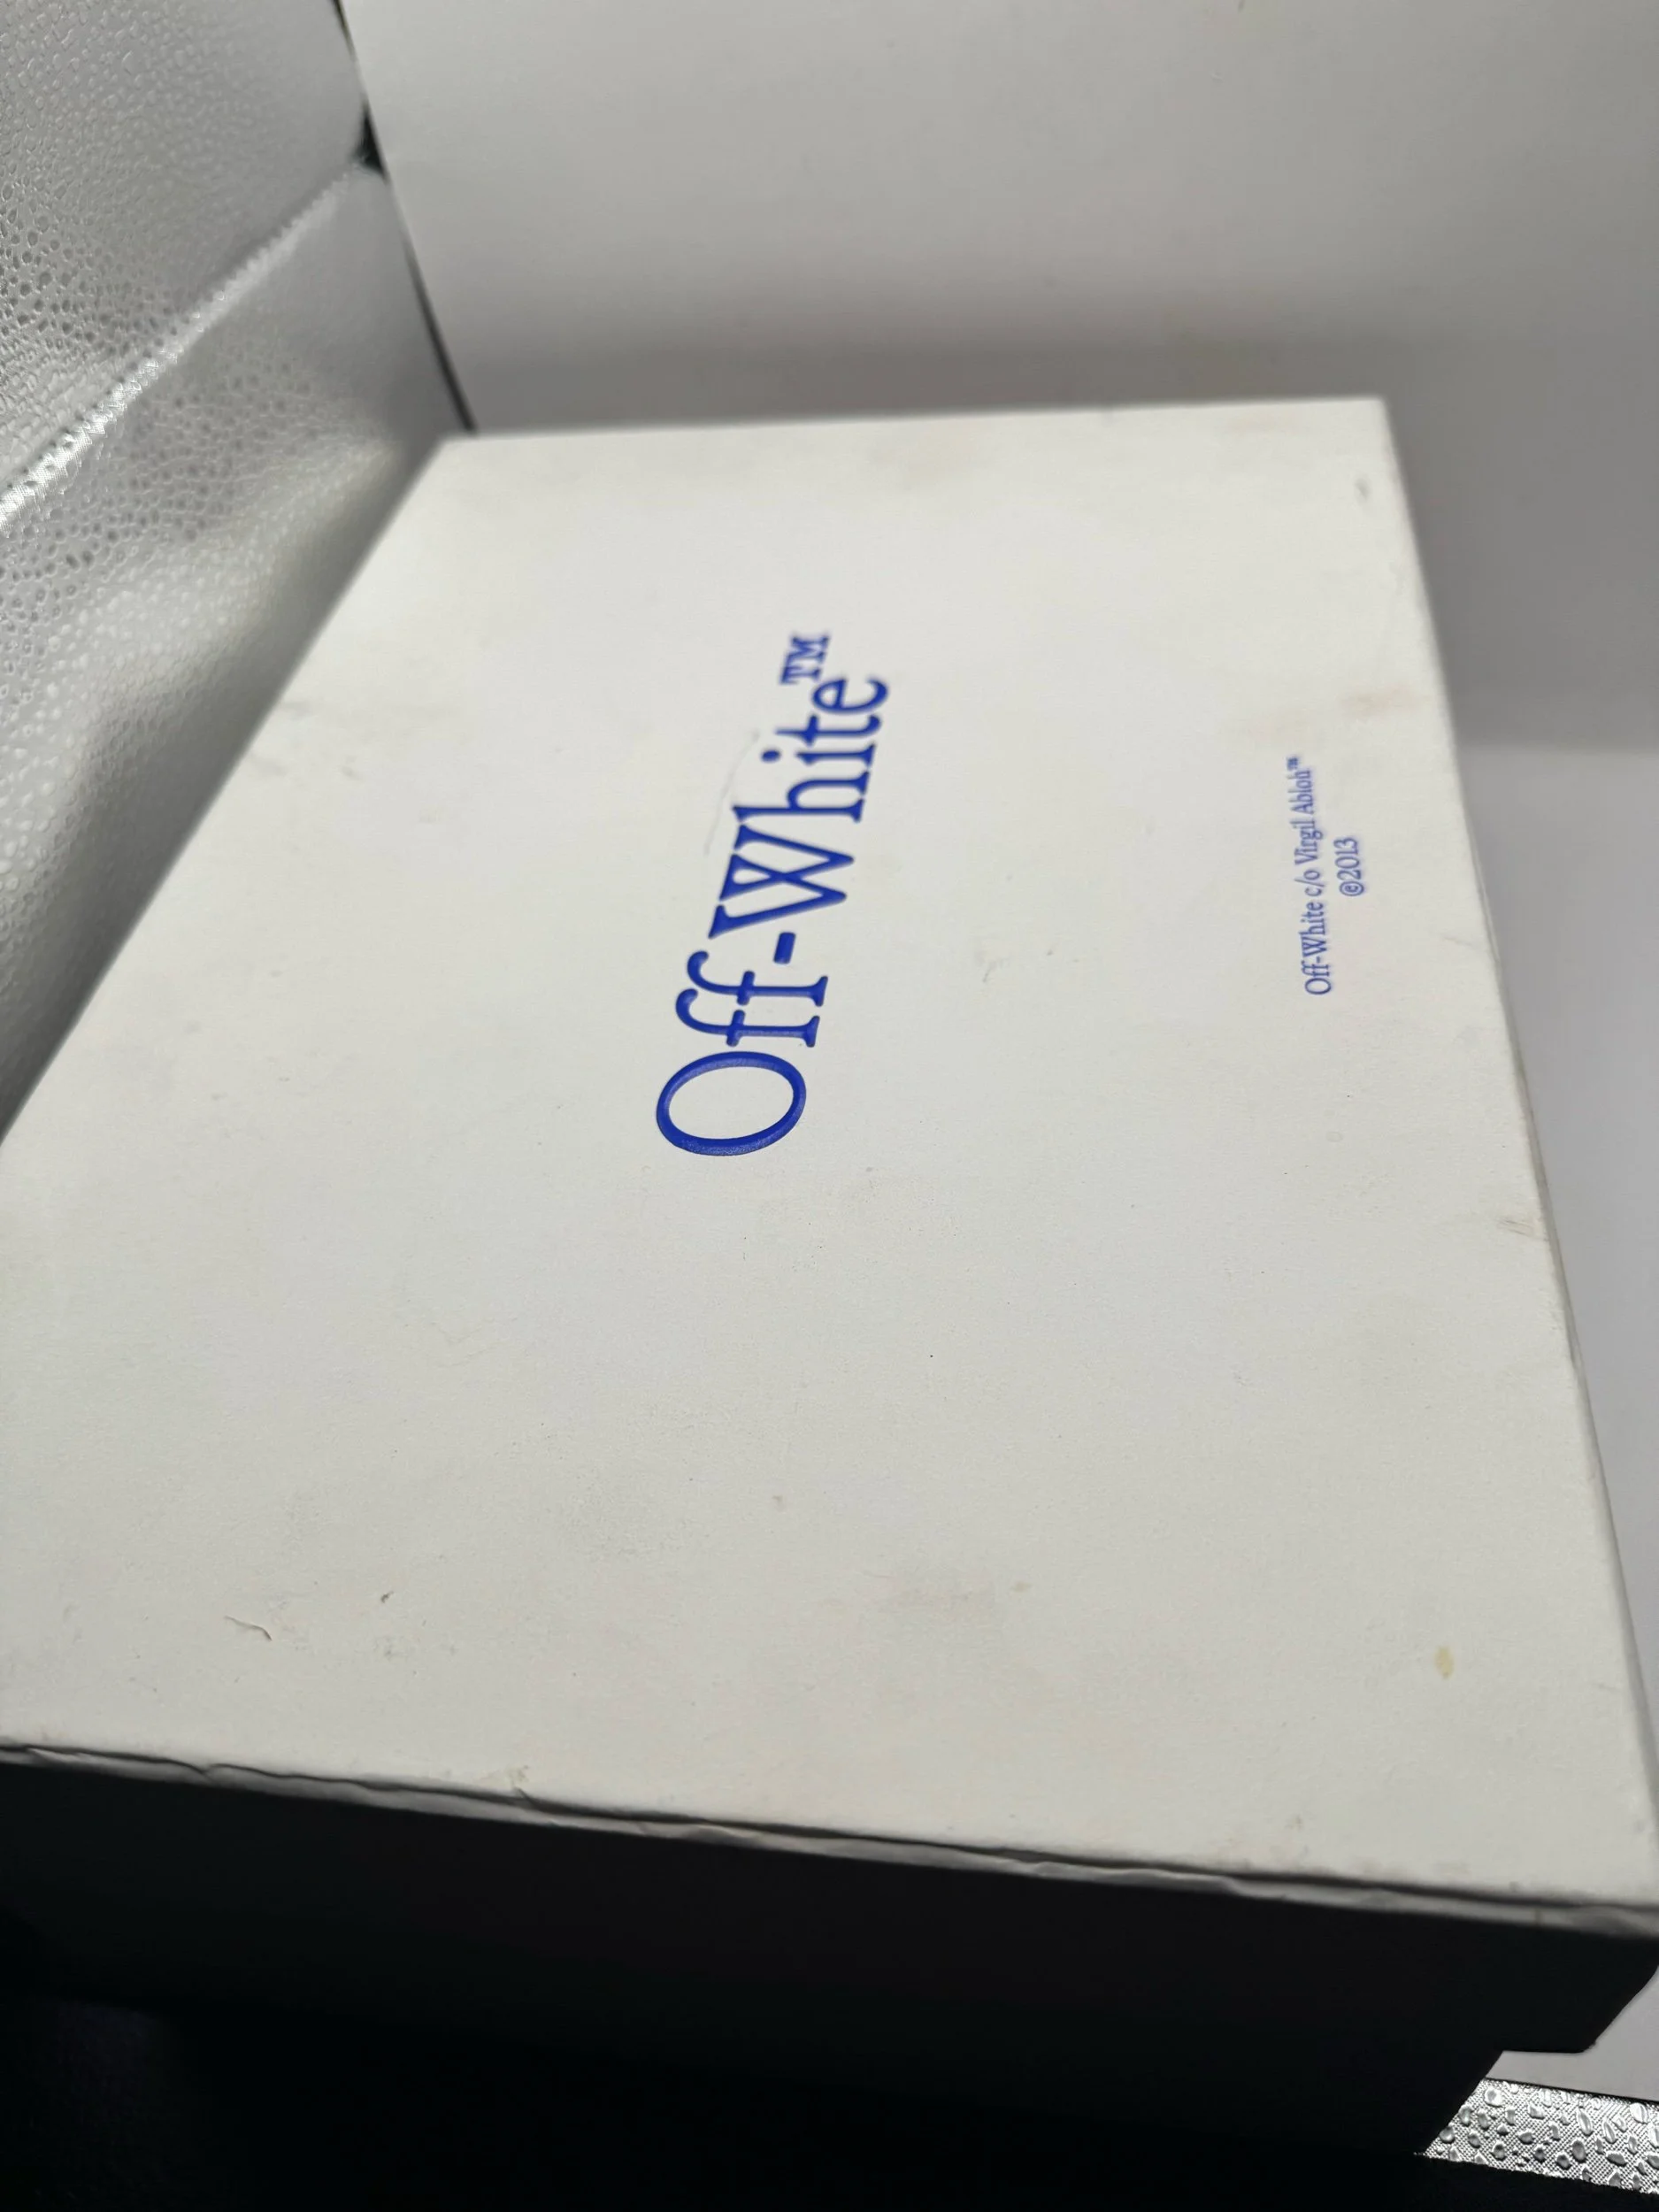 Off-White™
Off-White c/o Virgil Abloh™
©2013